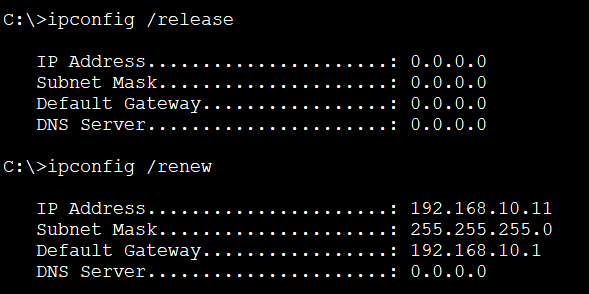 C:\>ipconfig /release
IP Address......................: 0.0.0.0
Subnet Mask.....................: 0.0.0.0
Default Gateway.................: 0.0.0.0
DNS Server......................: 0.0.0.0
C:\>ipconfig /renew
IP Address......................: 192.168.10.11
Subnet Mask.....................: 255.255.255.0
Default Gateway.................: 192.168.10.1
DNS Server......................: 0.0.0.0